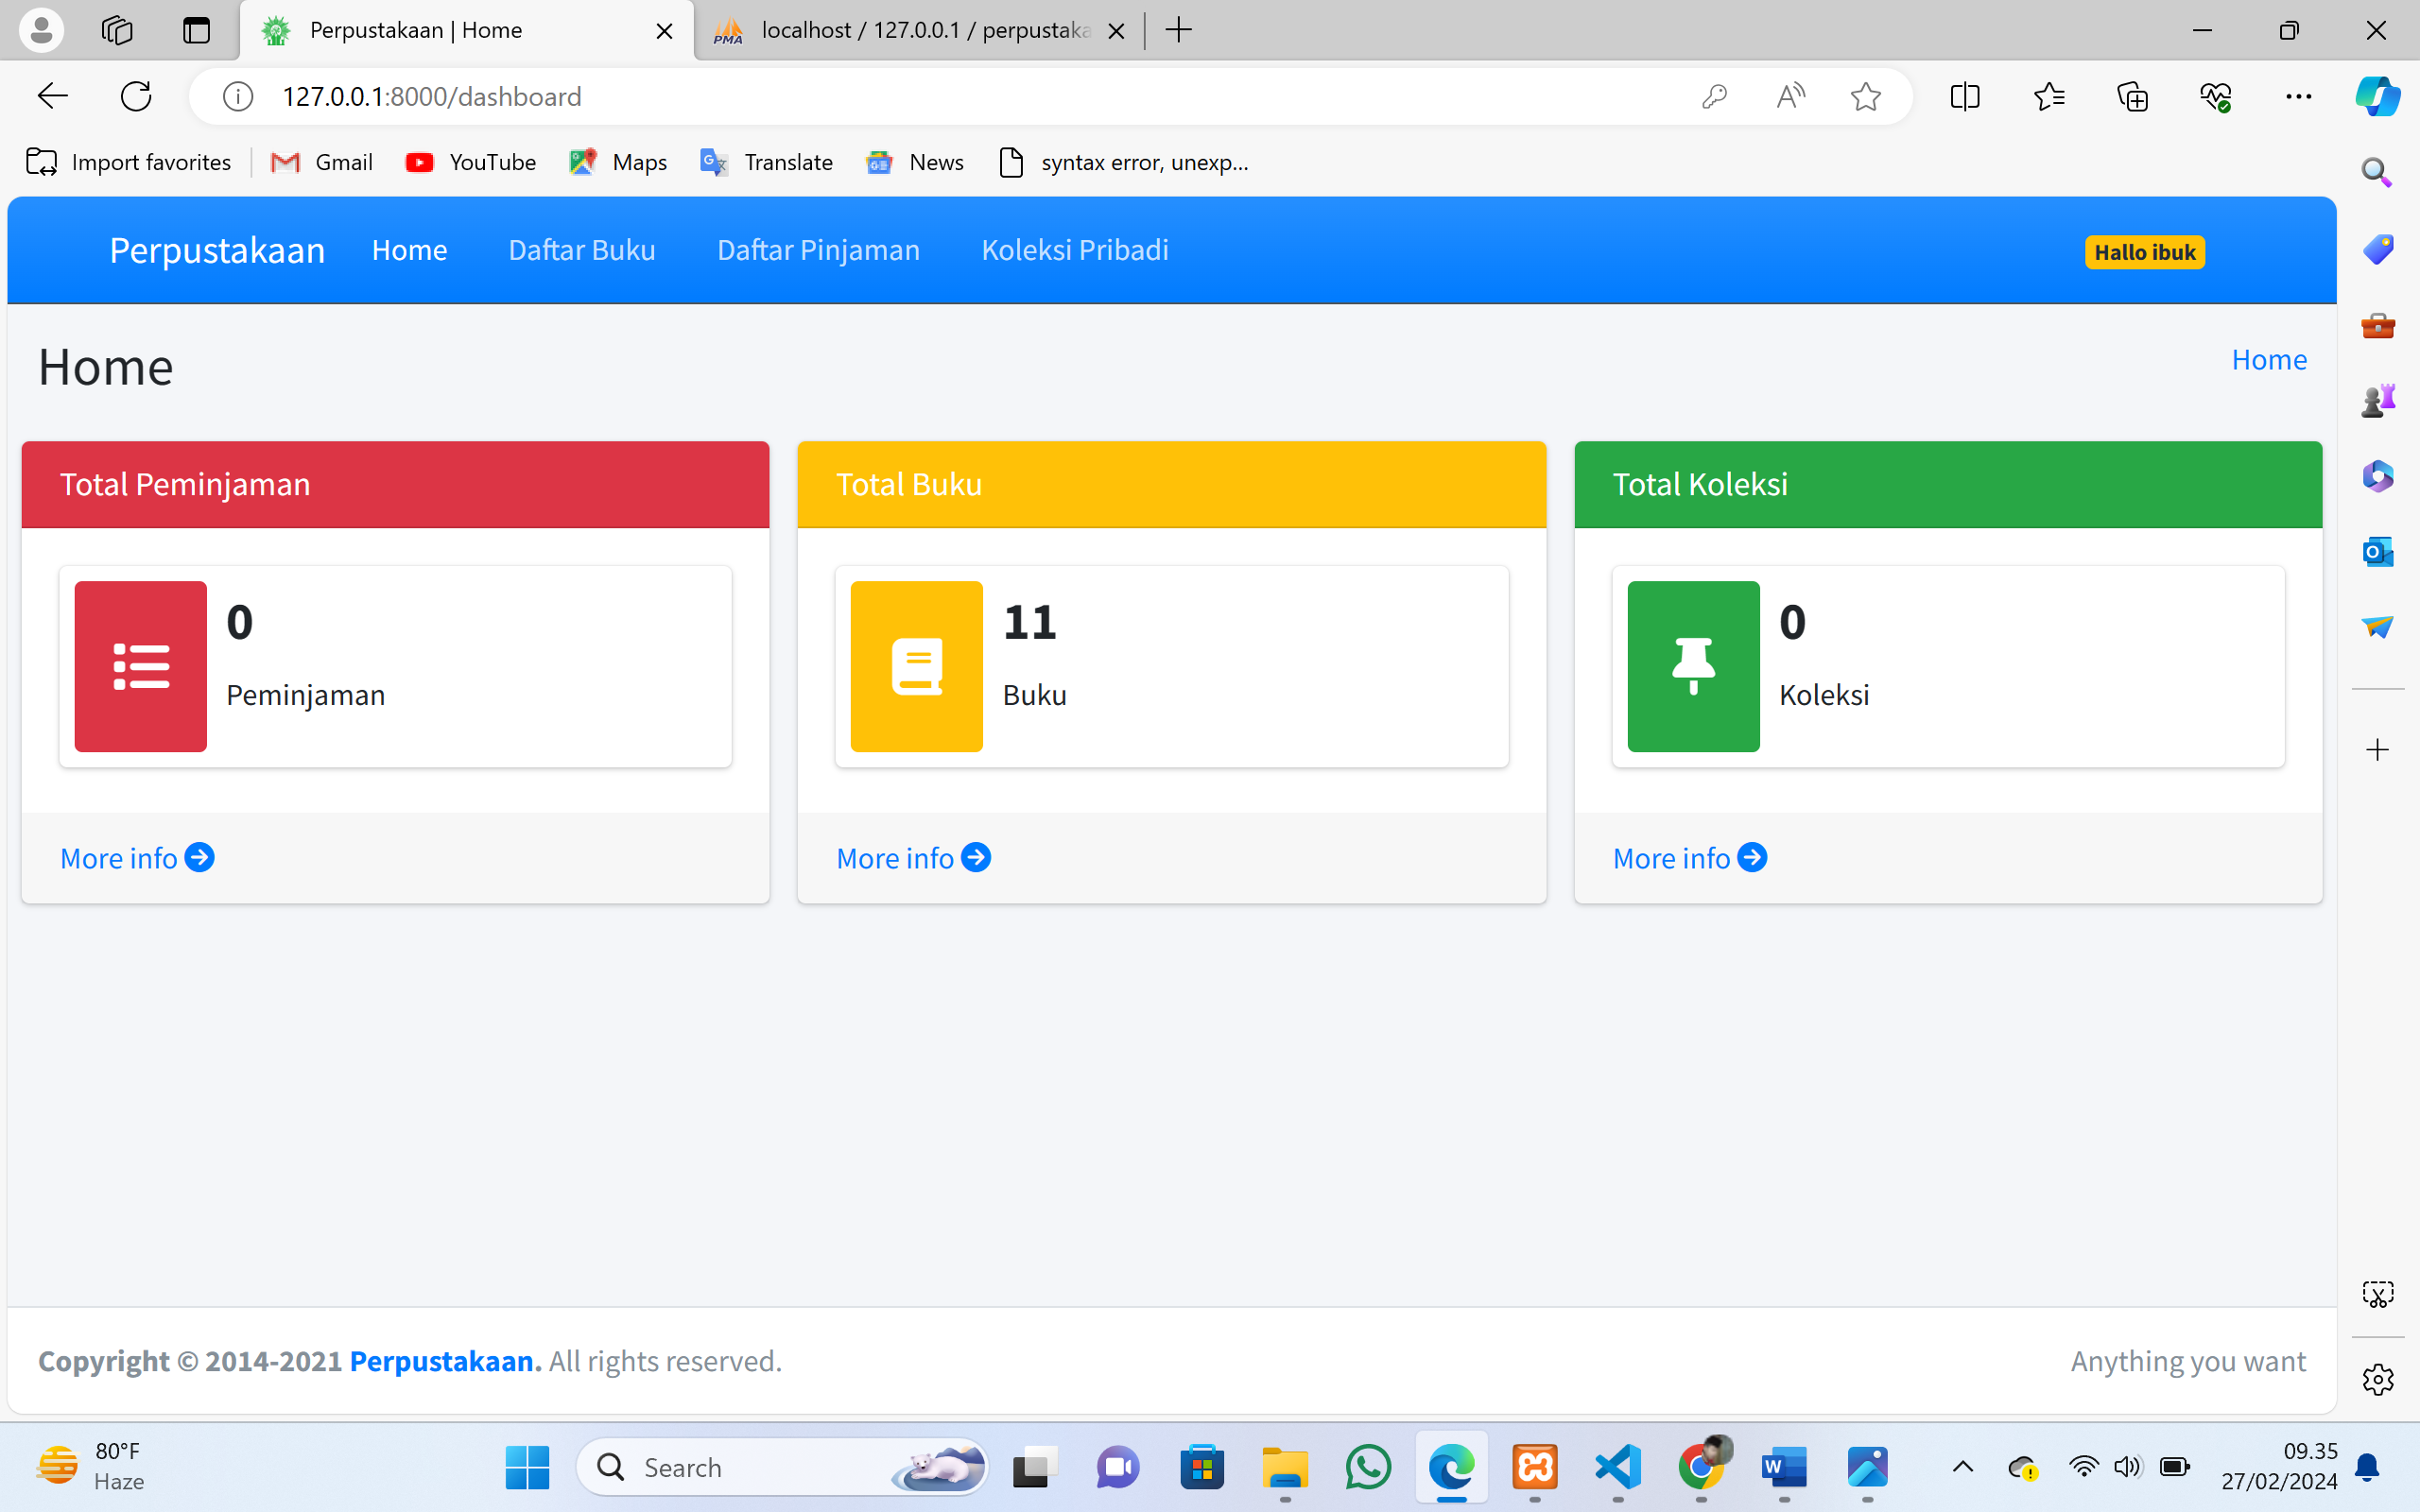 Perpustakaan | Home
localhost / 127.0.0.1 / perpustaka
127.0.0.1:8000/dashboard
Import favorites
Gmail
YouTube
Maps
Translate
News
syntax error, unexp...
Perpustakaan
Home
Daftar Buku
Daftar Pinjaman
Koleksi Pribadi
Hallo ibuk
Home
Home
Total Peminjaman
0
Peminjaman
More info
Total Buku
11
Buku
More info
Total Koleksi
0
Koleksi
More info
Copyright © 2014-2021 Perpustakaan. All rights reserved.
Anything you want
80°F
Haze
Search
09.35
27/02/2024